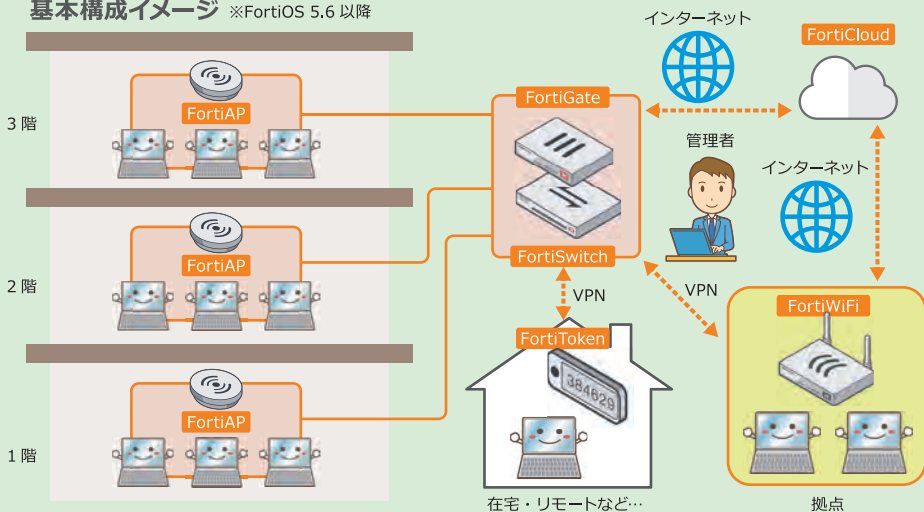 基本構成イメージ ※FortiOS 5.6 以降
インターネット
FortiCloud
FortiAP
FortiGate
3 階
管理者
インターネット
FortiAP
FortiSwitch
2 階
VPN
VPN
FortiWiFi
FortiToken
384629
FortiAP
1 階
在宅・リモートなど…
拠点